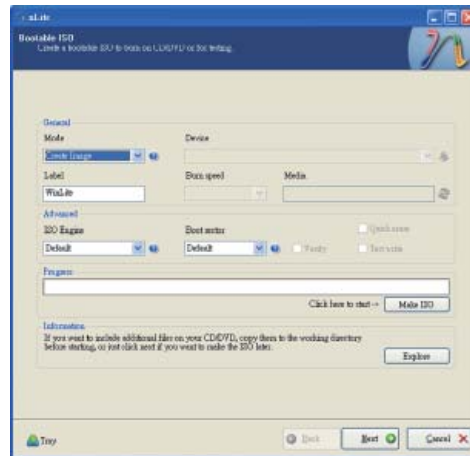 nLite
Bootable ISO
Create a bootable ISO to burn on CD/DVD or for testing.
General
Mode
Device
Create Image
Label
Burn speed
Media
WinLite
Advanced
ISO Engine
Boot sector
Quick erase
Default
Default
Verify
Test write
Progress
Click here to start->
Make ISO
Information
If you want to include additional files on your CD/DVD, copy them to the working directory
before starting, or just click next if you want to make the ISO later.
Explore
Tray
Back
Next
Cancel